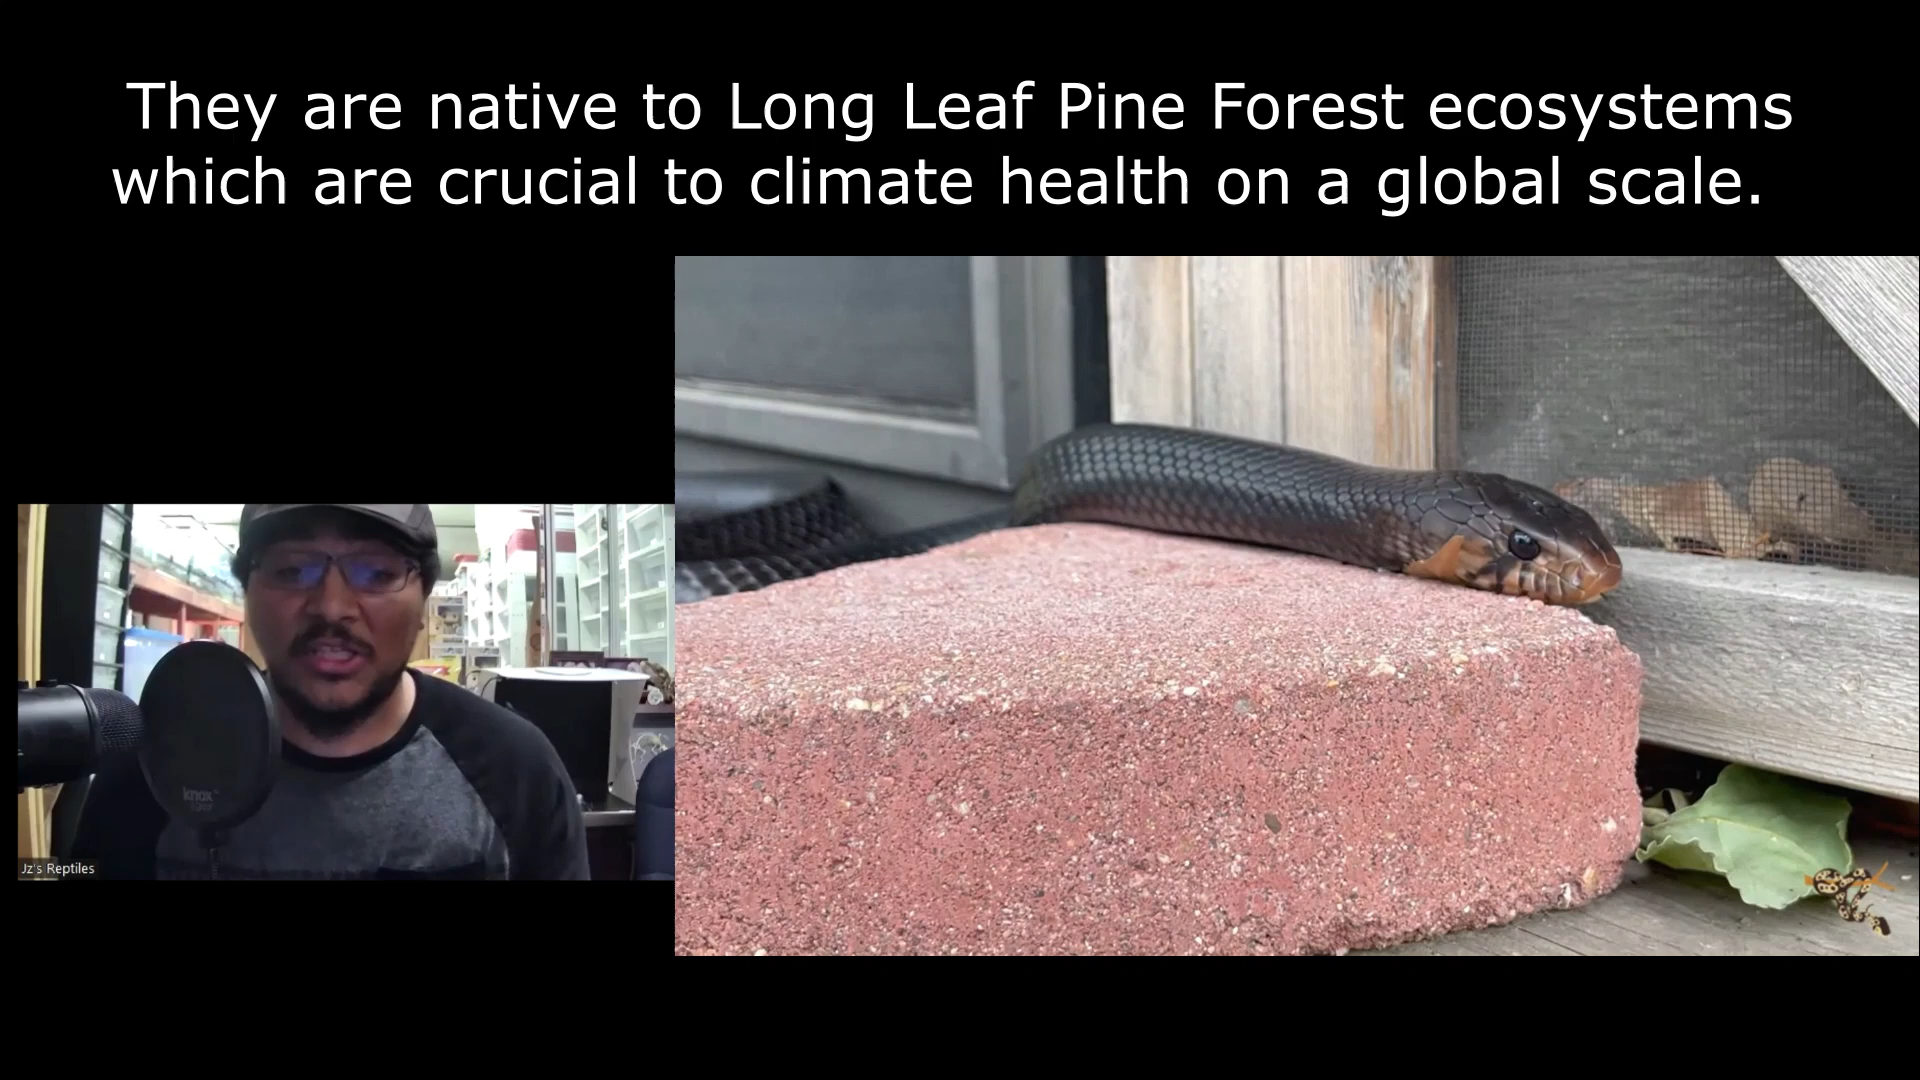 They are native to Long Leaf Pine Forest ecosystems
which are crucial to climate health on a global scale.
knox
Jz's Reptiles